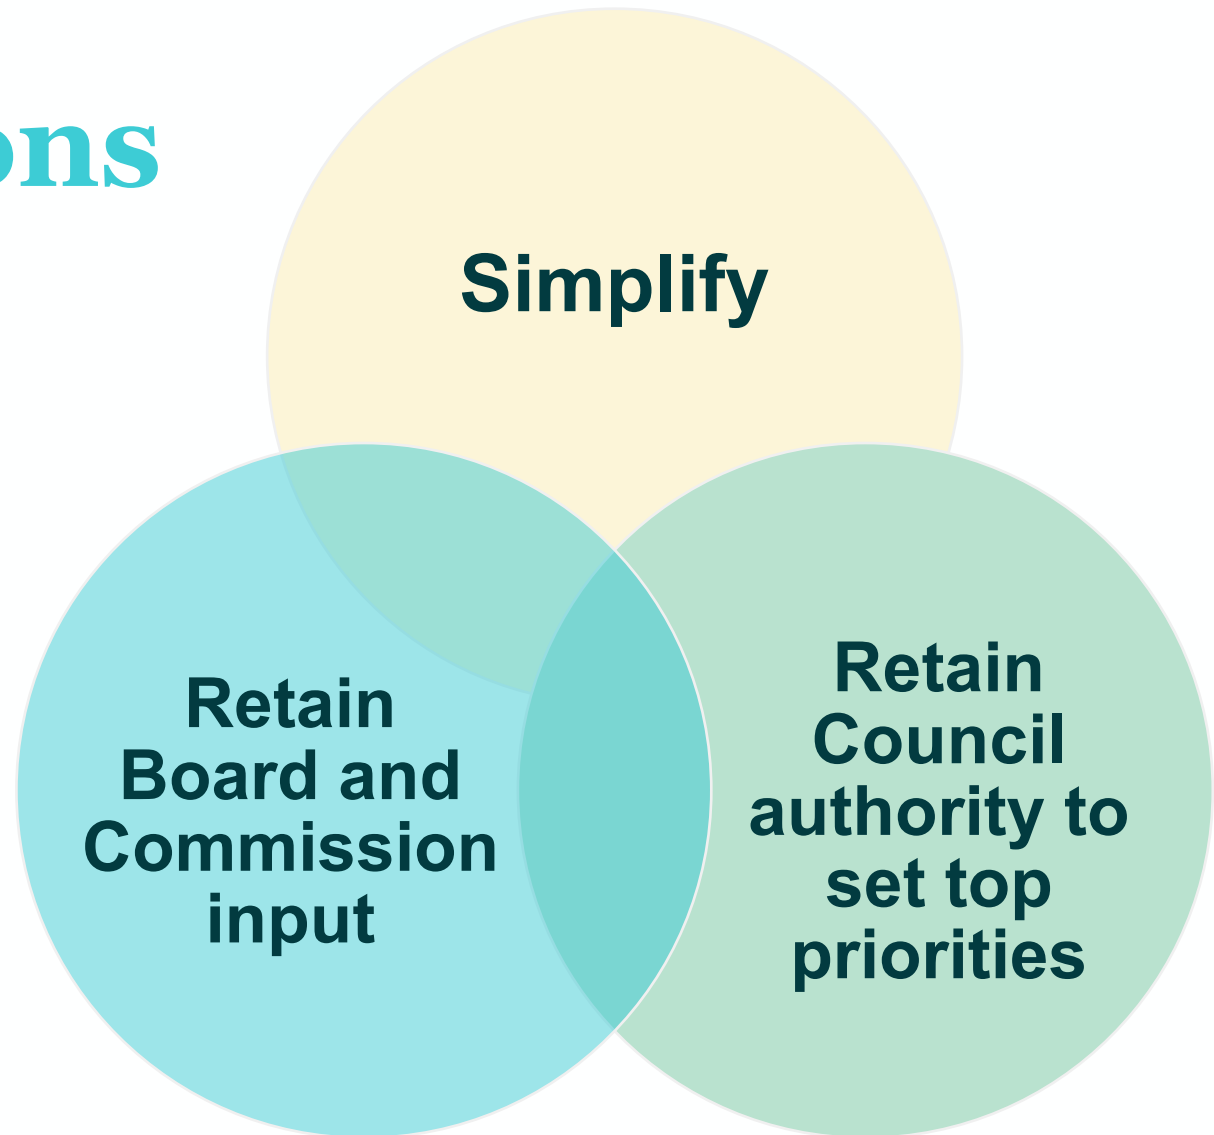 ons
Simplify
Retain
Board and
Commission
input
Retain
Council
authority to
set top
priorities